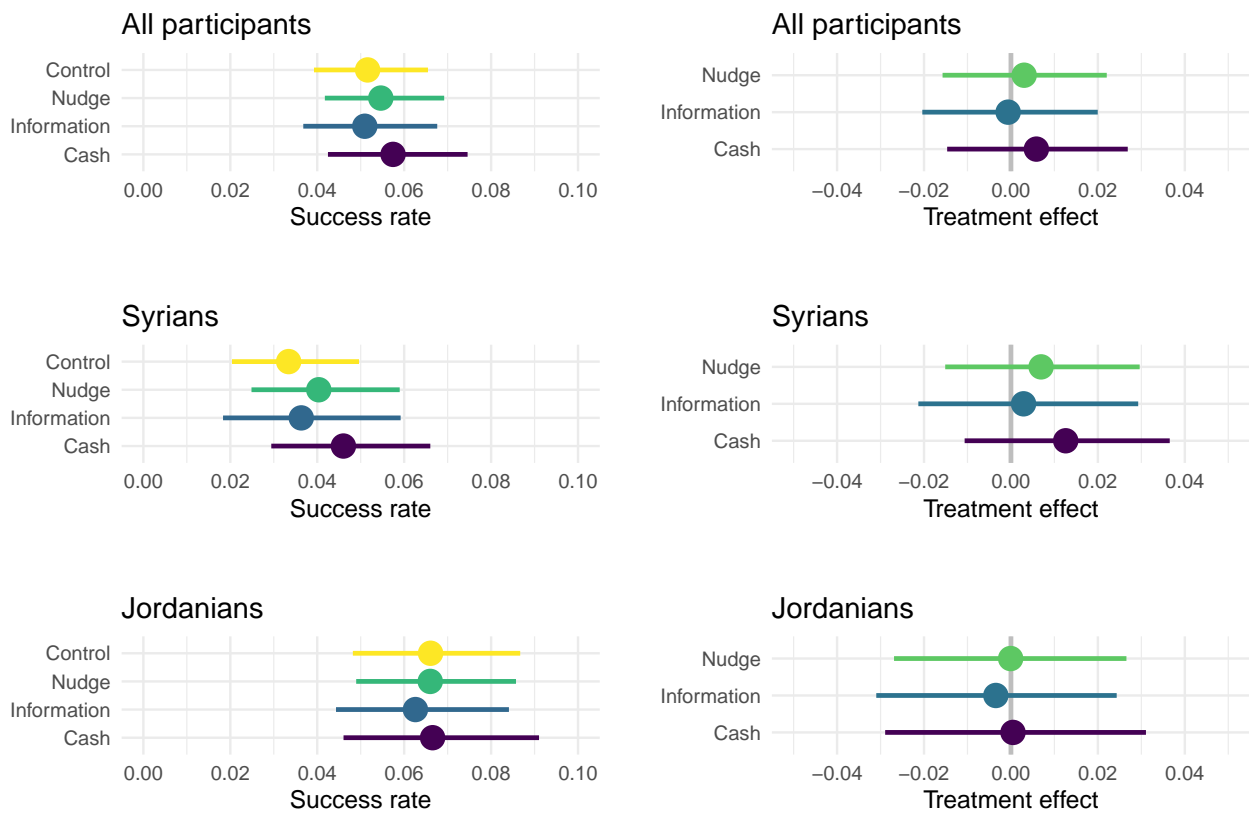 All participants
Control
Nudge
Information
Cash
0.00 0.02 0.04 0.06 0.08 0.10
Success rate
All participants
Nudge
Information
Cash
−0.04 −0.02 0.00 0.02 0.04
Treatment effect
Syrians
Control
Nudge
Information
Cash
0.00 0.02 0.04 0.06 0.08 0.10
Success rate
Syrians
Nudge
Information
Cash
−0.04 −0.02 0.00 0.02 0.04
Treatment effect
Jordanians
Control
Nudge
Information
Cash
0.00 0.02 0.04 0.06 0.08 0.10
Success rate
Jordanians
Nudge
Information
Cash
−0.04 −0.02 0.00 0.02 0.04
Treatment effect